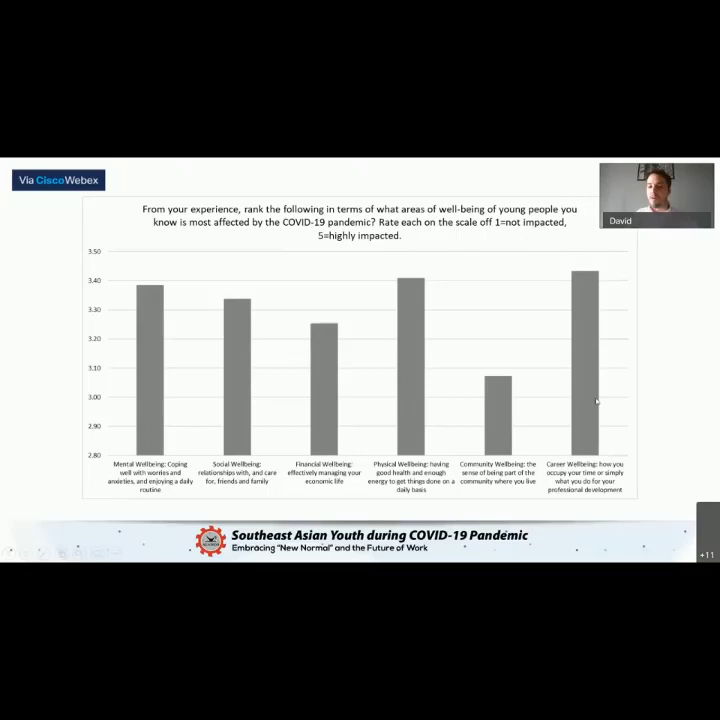 Via CiscoWebex
David
From your experience, rank the following in terms of what areas of well-being of young people you
know is most affected by the COVID-19 pandemic? Rate each on the scale off 1=not impacted,
5=highly impacted.
3.50
3.40
3.30
3.20
3.10
3.00
2.90
2.80
Mental Wellbeing: Coping
well with worries and
anxieties, and enjoying a daily
routine
Social Wellbeing:
relationships with, and care
for, friends and family
Financial Wellbeing:
effectively managing your
economic life
Physical Wellbeing: having
good health and enough
energy to get things done on a
daily basis
Community Wellbeing: the
sense of being part of the
community where you live
Career Wellbeing: how you
occupy your time or simply
what you do for your
professional development
Southeast Asian Youth during COVID-19 Pandemic
Embracing "New Normal" and the Future of Work
+11